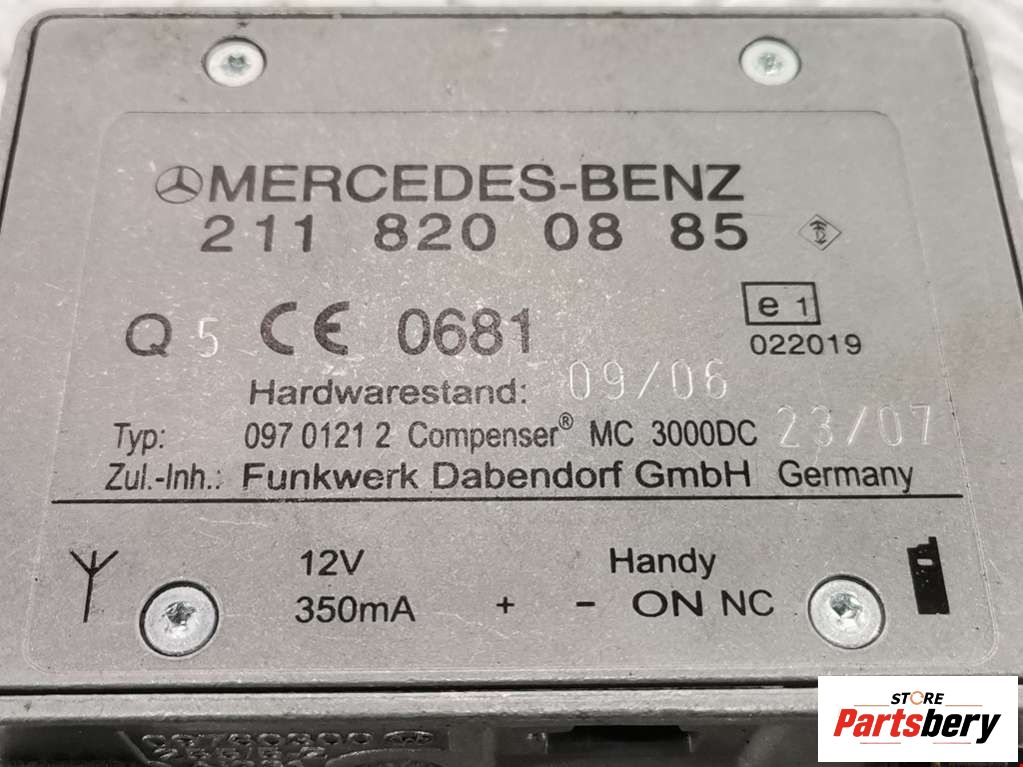 MERCEDES-BENZ
211 820 08 85
Q 5 CE 0681
e 1
022019
Hardwarestand: 09/06
Typ: 097 0121 2 Compenser® MC 3000DC 23/07
Zul.-Inh.: Funkwerk Dabendorf GmbH Germany
12V Handy
350mA + - ON NC
STORE
Partsbery